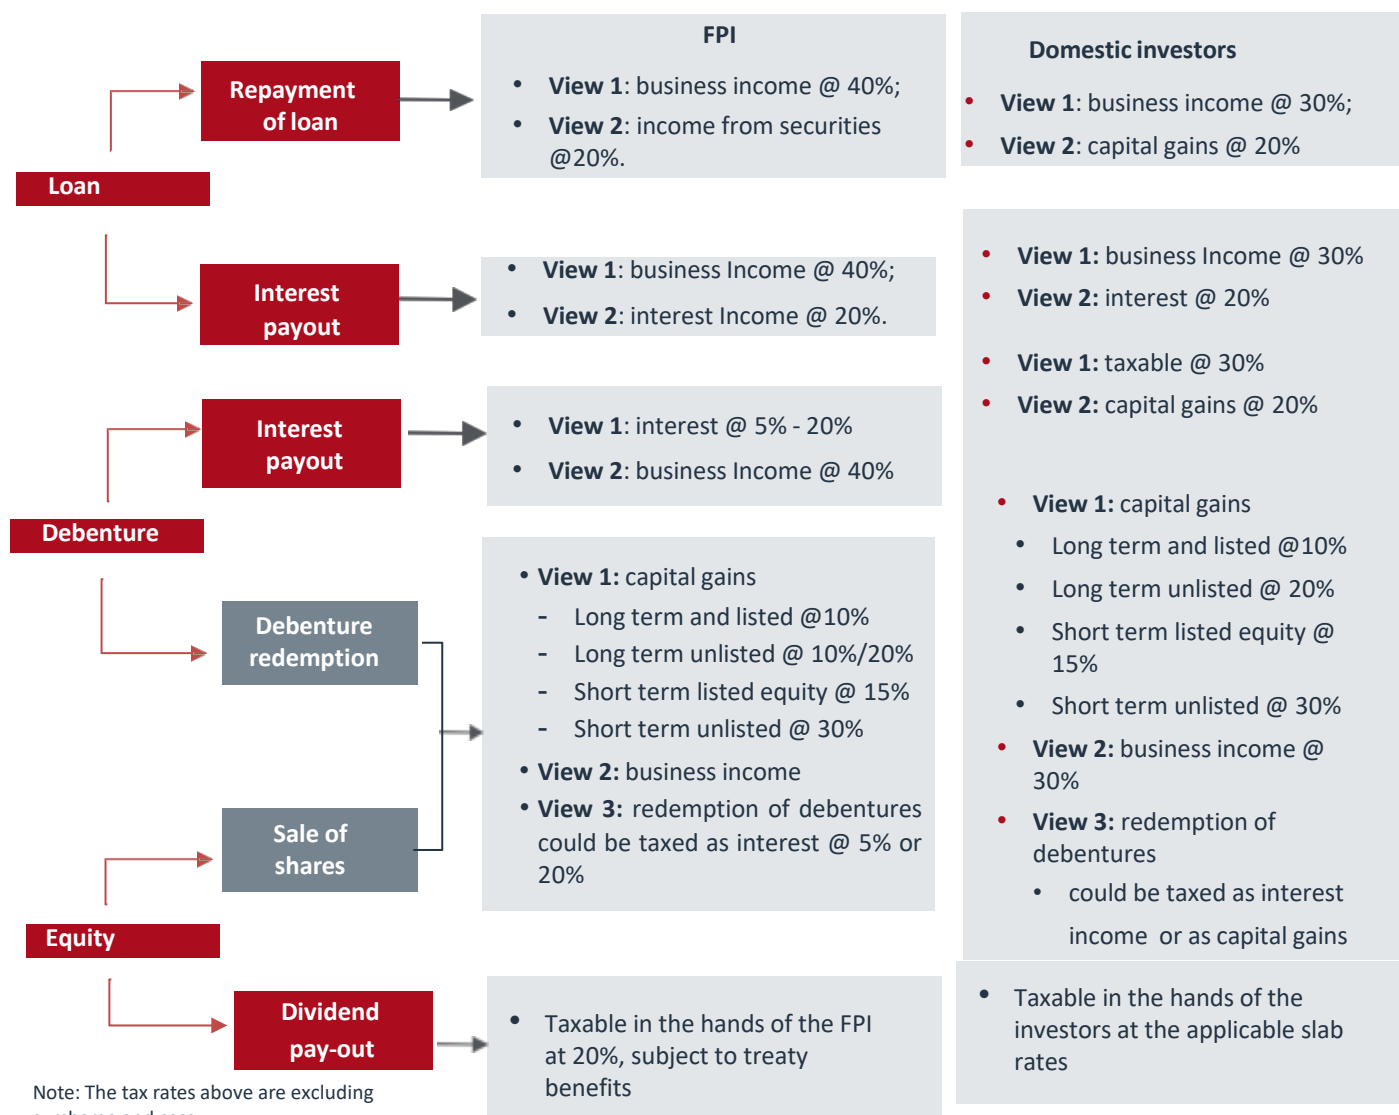 FPI
Domestic investors
Repayment
of loan
• View 1: business income @ 40%;
• View 2: income from securities
@20%.
• View 1: business income @ 30%;
• View 2: capital gains @ 20%
Loan
Interest
payout
• View 1: business Income @ 40%;
• View 2: interest Income @ 20%.
• View 1: business Income @ 30%
• View 2: interest @ 20%
• View 1: taxable @ 30%
• View 2: capital gains @ 20%
Interest
payout
• View 1: interest @ 5% - 20%
• View 2: business Income @ 40%
Debenture
Debenture
redemption
Sale of
shares
• View 1: capital gains
- Long term and listed @10%
- Long term unlisted @ 10%/20%
- Short term listed equity @ 15%
- Short term unlisted @ 30%
• View 2: business income
• View 3: redemption of debentures
could be taxed as interest @ 5% or
20%
• View 1: capital gains
• Long term and listed @10%
• Long term unlisted @ 20%
• Short term listed equity @
15%
• Short term unlisted @ 30%
• View 2: business income @
30%
• View 3: redemption of
debentures
• could be taxed as interest
income or as capital gains
Equity
Dividend
pay-out
• Taxable in the hands of the FPI
at 20%, subject to treaty
benefits
• Taxable in the hands of the
investors at the applicable slab
rates
Note: The tax rates above are excluding